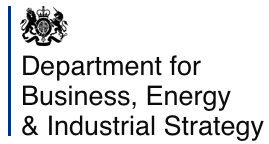 Department for
Business, Energy
& Industrial Strategy